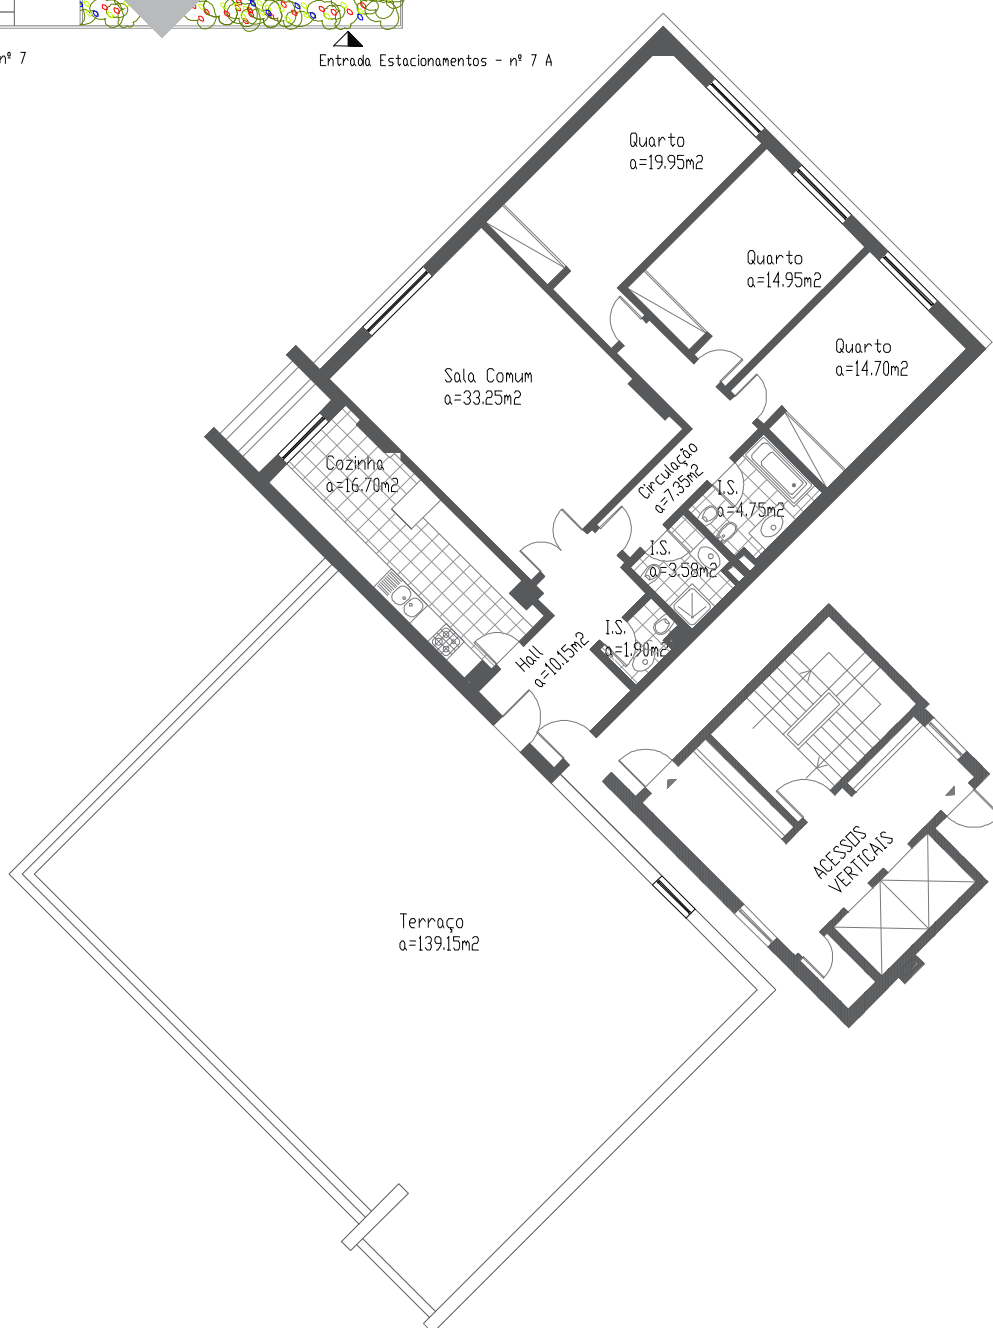 nº 7
Entrada Estacionamentos - nº 7 A
Quarto
a=19.95m2
Quarto
a=14.95m2
Quarto
a=14.70m2
Sala Comum
a=33.25m2
Cozinha
a=16.70m2
Circulação
a=7.35m2
I.S.
a=4.75m2
I.S.
a=3.58m2
I.S.
a=1.90m2
Hall
a=10.15m2
ACESSOS
VERTICAIS
Terraço
a=139.15m2